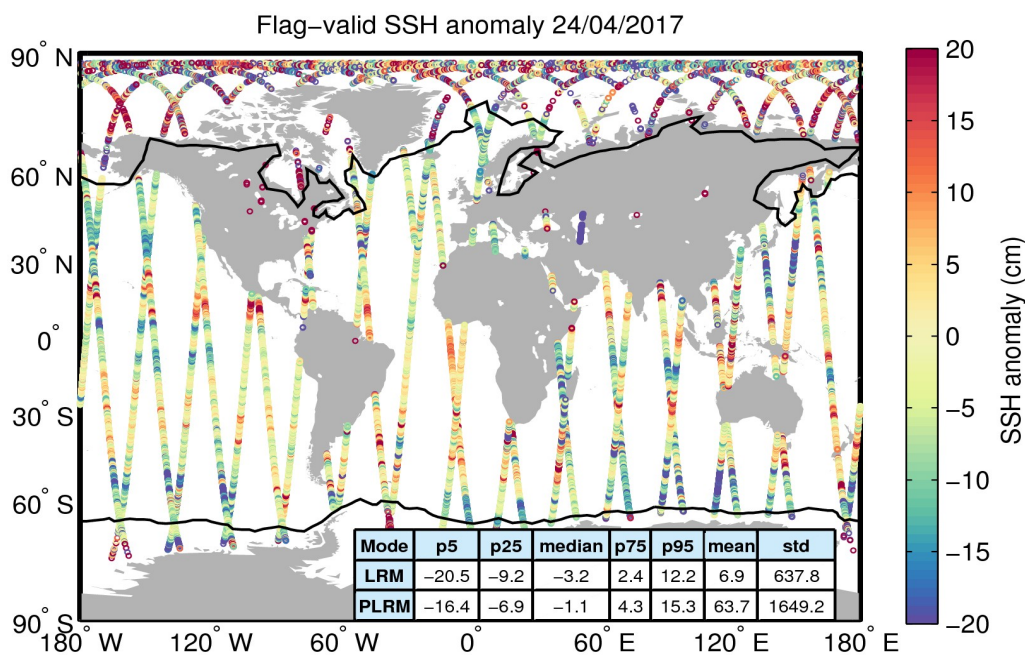 Flag−valid SSH anomaly 24/04/2017
90° N
60° N
30° N
0°
30° S
60° S
90° S
180° W
120° W
60° W
0°
60° E
120° E
180° E
20
15
10
5
0
−5
−10
−15
−20
SSH anomaly (cm)
Mode p5 p25 median p75 p95 mean std
LRM −20.5 −9.2 −3.2 2.4 12.2 6.9 637.8
PLRM −16.4 −6.9 −1.1 4.3 15.3 63.7 1649.2